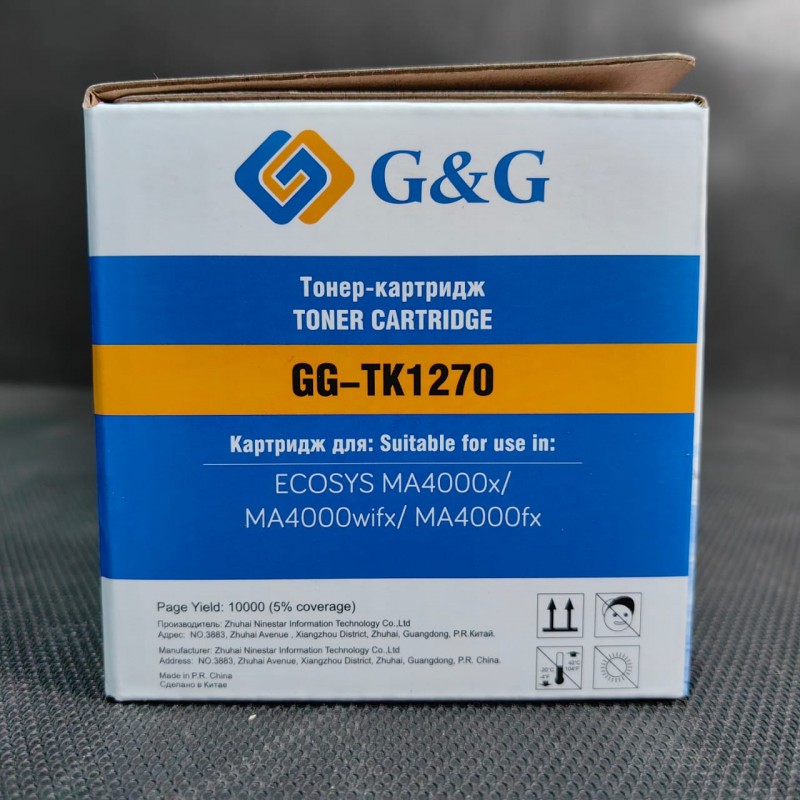 G&G
Тонер-картридж
TONER CARTRIDGE
GG-TK1270
Картридж для: Suitable for use in:
ECOSYS MA4000x/
MA4000wifx/ MA4000fx
Page Yield: 10000 (5% coverage)
Производитель: Zhuhai Ninestar Information Technology Co.,Ltd
Адрес: NO.3883, Zhuhai Avenue , Xiangzhou District, Zhuhai, Guangdong, P.R.Китай.
Manufacturer: Zhuhai Ninestar Information Technology Co.,Ltd
Address: NO.3883, Zhuhai Avenue, Xiangzhou District, Zhuhai, Guangdong, P.R. China.
Made in P.R. China
Сделано в Китае